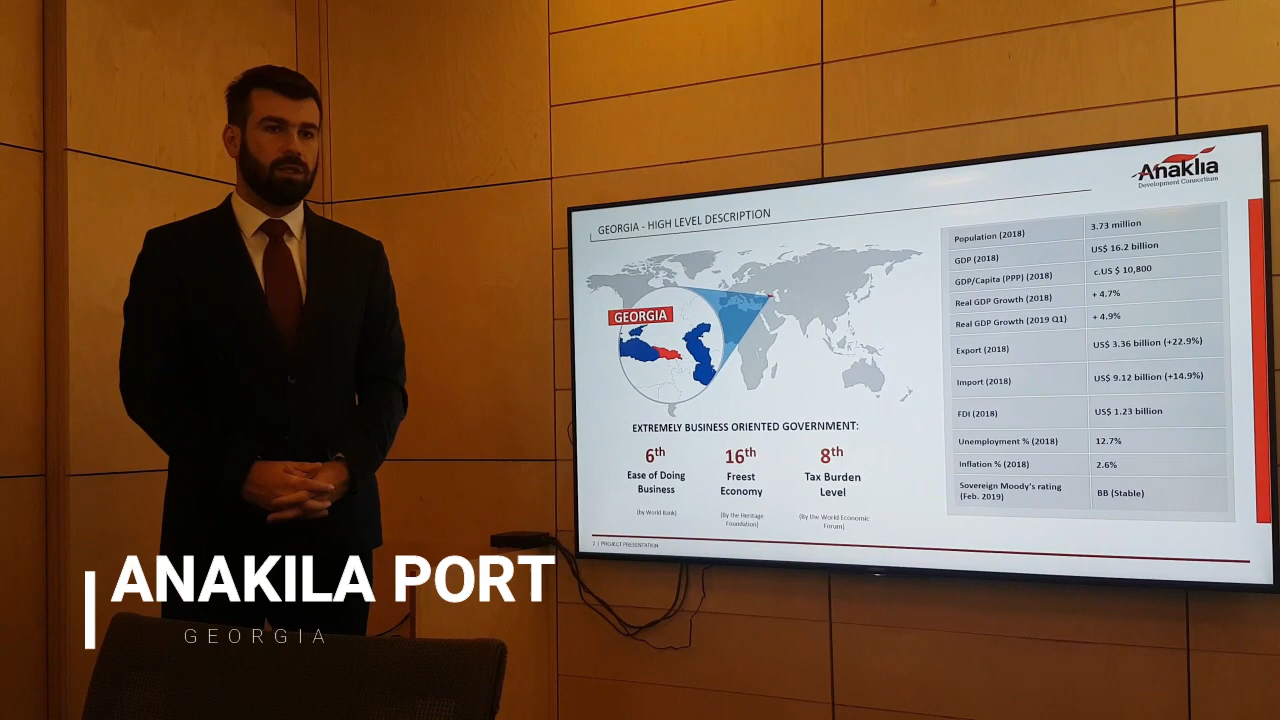 Anaklia
Development Consortium
GEORGIA - HIGH LEVEL DESCRIPTION
GEORGIA
EXTREMELY BUSINESS ORIENTED GOVERNMENT:
6th
Ease of Doing
Business
(by World Bank)
16th
Freest
Economy
(By the Heritage
Foundation)
8th
Tax Burden
Level
(By the World Economic
Forum)
Population (2018) 3.73 million
GDP (2018) US$ 16.2 billion
GDP/Capita (PPP) (2018) c.US $ 10,800
Real GDP Growth (2018) + 4.7%
Real GDP Growth (2019 Q1) + 4.9%
Export (2018) US$ 3.36 billion (+22.9%)
Import (2018) US$ 9.12 billion (+14.9%)
FDI (2018) US$ 1.23 billion
Unemployment % (2018) 12.7%
Inflation % (2018) 2.6%
Sovereign Moody's rating
(Feb. 2019) BB (Stable)
2 | PROJECT PRESENTATION
ANAKILA PORT
GEORGIA